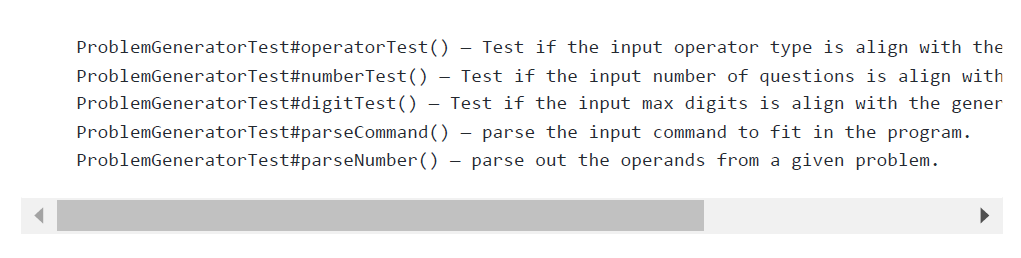 ProblemGeneratorTest#operatorTest() – Test if the input operator type is align with the
ProblemGeneratorTest#numberTest() – Test if the input number of questions is align with
ProblemGeneratorTest#digitTest() – Test if the input max digits is align with the gener
ProblemGeneratorTest#parseCommand() – parse the input command to fit in the program.
ProblemGeneratorTest#parseNumber() – parse out the operands from a given problem.